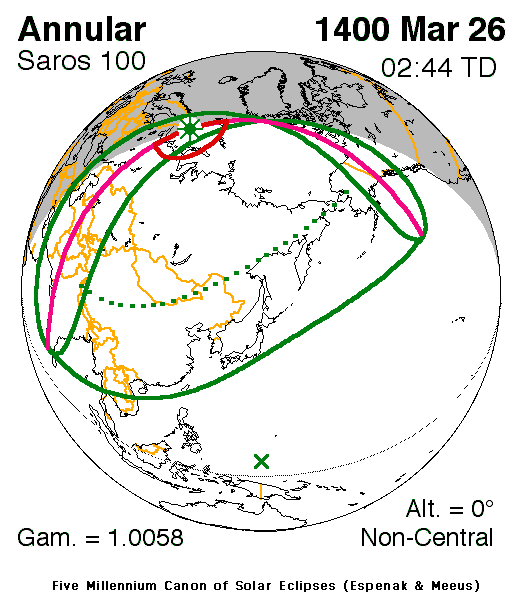 Annular 1400 Mar 26
Saros 100 02:44 TD
Alt. = 0°
Gam. = 1.0058 Non-Central
Five Millennium Canon of Solar Eclipses (Espenak & Meeus)